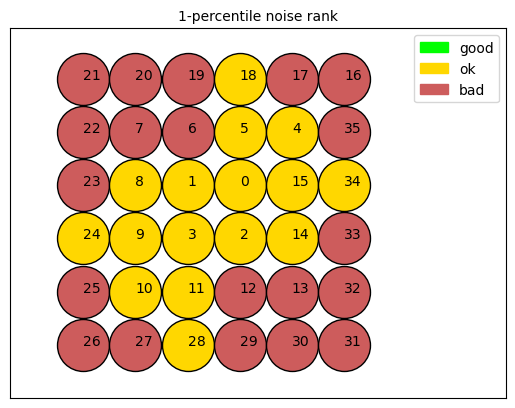 1-percentile noise rank
good
ok
bad
21 20 19 18 17 16
22 7 6 5 4 35
23 8 1 0 15 34
24 9 3 2 14 33
25 10 11 12 13 32
26 27 28 29 30 31